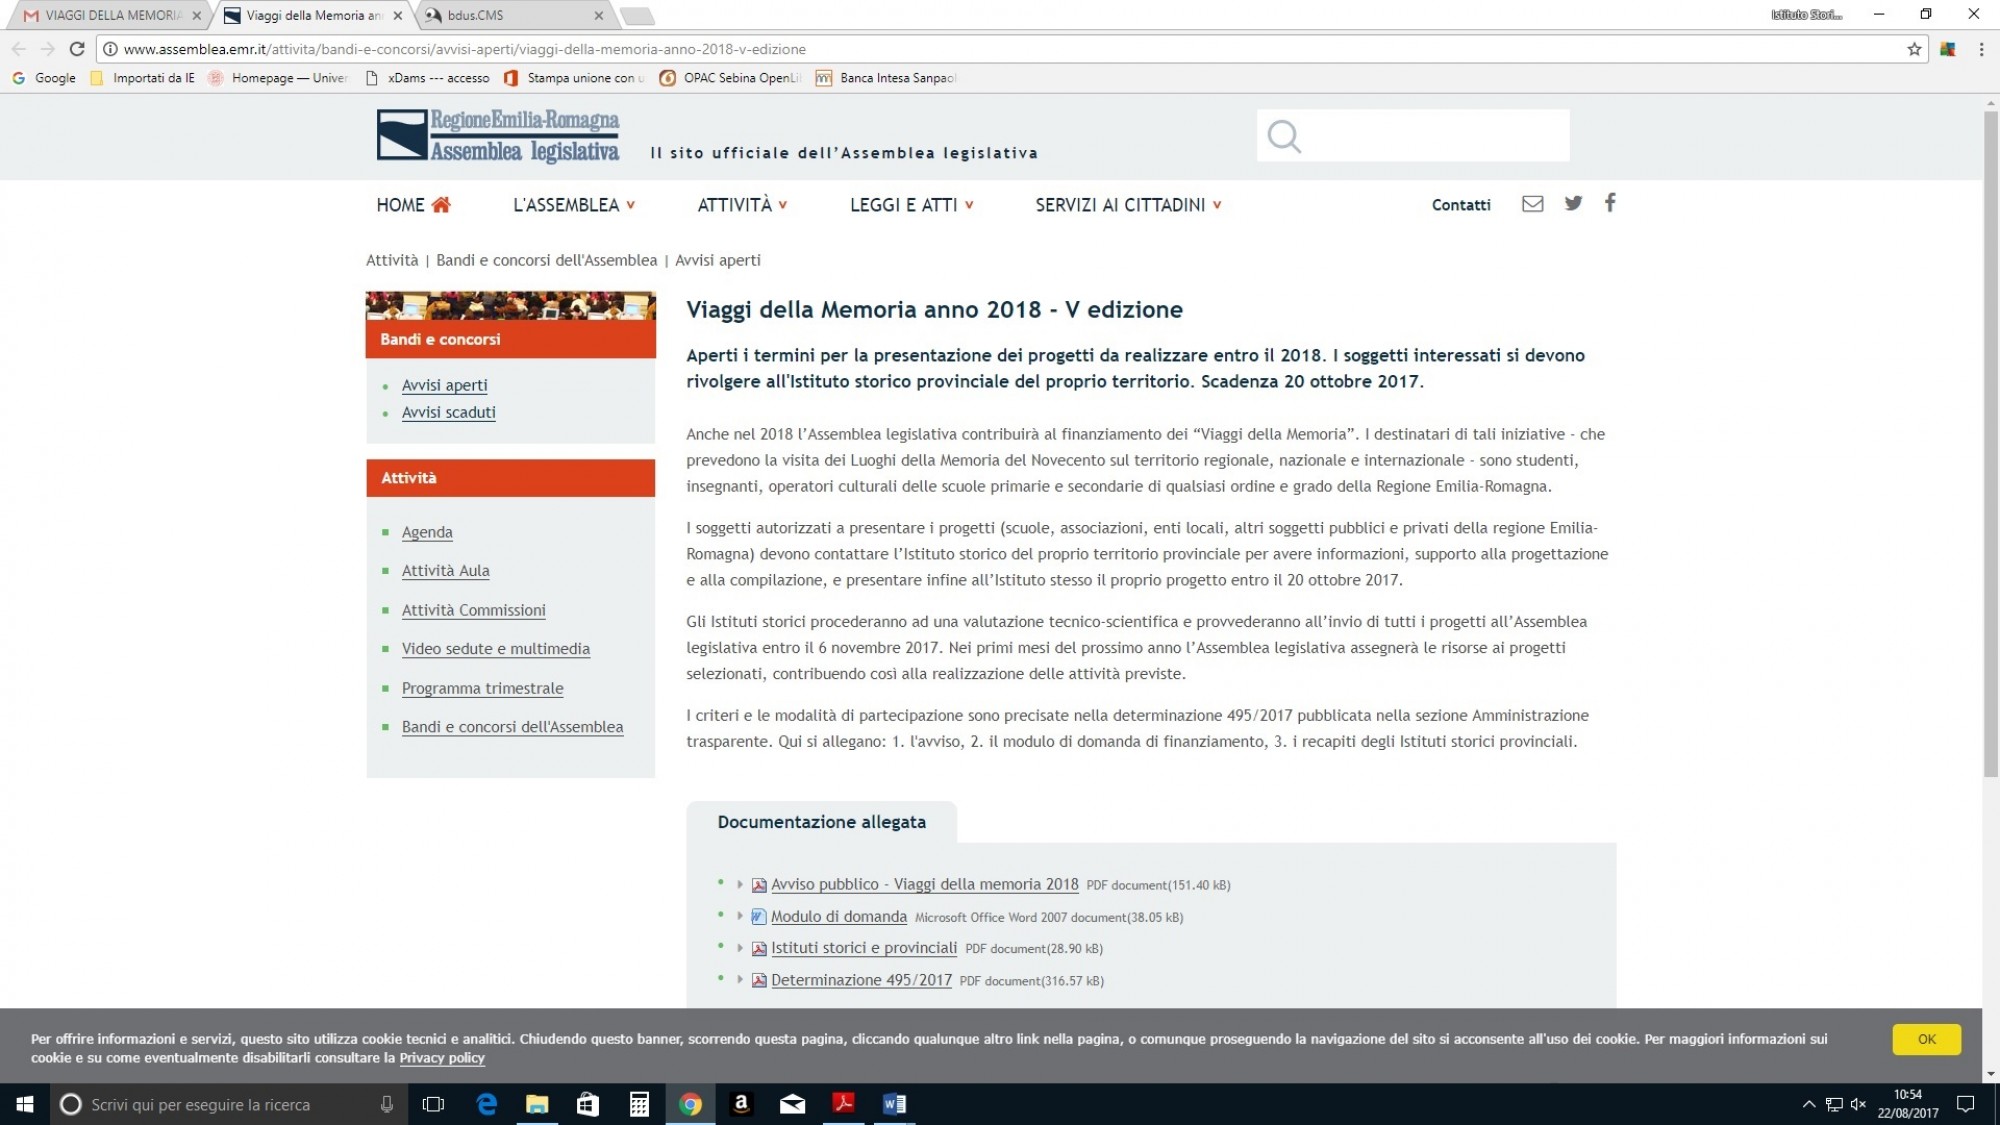 VIAGGI DELLA MEMORIA
Viaggi della Memoria an
bdus.CMS
Istituto Stori...
www.assemblea.emr.it/attivita/bandi-e-concorsi/avvisi-aperti/viaggi-della-memoria-anno-2018-v-edizione
Google
Importati da IE
Homepage — Univer
xDams --- accesso
Stampa unione con u
OPAC Sebina OpenLi
Banca Intesa Sanpaol
RegioneEmilia-Romagna
Assemblea legislativa
Il sito ufficiale dell'Assemblea legislativa
HOME
L'ASSEMBLEA
ATTIVITÀ
LEGGI E ATTI
SERVIZI AI CITTADINI
Contatti
Attività | Bandi e concorsi dell'Assemblea | Avvisi aperti
Bandi e concorsi
Avvisi aperti
Avvisi scaduti
Attività
Agenda
Attività Aula
Attività Commissioni
Video sedute e multimedia
Programma trimestrale
Bandi e concorsi dell'Assemblea
Viaggi della Memoria anno 2018 - V edizione
Aperti i termini per la presentazione dei progetti da realizzare entro il 2018. I soggetti interessati si devono
rivolgere all'Istituto storico provinciale del proprio territorio. Scadenza 20 ottobre 2017.
Anche nel 2018 l’Assemblea legislativa contribuirà al finanziamento dei “Viaggi della Memoria”. I destinatari di tali iniziative - che
prevedono la visita dei Luoghi della Memoria del Novecento sul territorio regionale, nazionale e internazionale - sono studenti,
insegnanti, operatori culturali delle scuole primarie e secondarie di qualsiasi ordine e grado della Regione Emilia-Romagna.
I soggetti autorizzati a presentare i progetti (scuole, associazioni, enti locali, altri soggetti pubblici e privati della regione Emilia-
Romagna) devono contattare l’Istituto storico del proprio territorio provinciale per avere informazioni, supporto alla progettazione
e alla compilazione, e presentare infine all’Istituto stesso il proprio progetto entro il 20 ottobre 2017.
Gli Istituti storici procederanno ad una valutazione tecnico-scientifica e provvederanno all’invio di tutti i progetti all’Assemblea
legislativa entro il 6 novembre 2017. Nei primi mesi del prossimo anno l’Assemblea legislativa assegnerà le risorse ai progetti
selezionati, contribuendo così alla realizzazione delle attività previste.
I criteri e le modalità di partecipazione sono precisate nella determinazione 495/2017 pubblicata nella sezione Amministrazione
trasparente. Qui si allegano: 1. l'avviso, 2. il modulo di domanda di finanziamento, 3. i recapiti degli Istituti storici provinciali.
Documentazione allegata
Avviso pubblico - Viaggi della memoria 2018 PDF document(151.40 kB)
Modulo di domanda Microsoft Office Word 2007 document(38.05 kB)
Istituti storici e provinciali PDF document(28.90 kB)
Determinazione 495/2017 PDF document(316.57 kB)
Per offrire informazioni e servizi, questo sito utilizza cookie tecnici e analitici. Chiudendo questo banner, scorrendo questa pagina, cliccando qualunque altro link nella pagina, o comunque proseguendo la navigazione del sito si acconsente all'uso dei cookie. Per maggiori informazioni sui
cookie e su come eventualmente disabilitarli consultare la Privacy policy
OK
Scrivi qui per eseguire la ricerca
10:54
22/08/2017